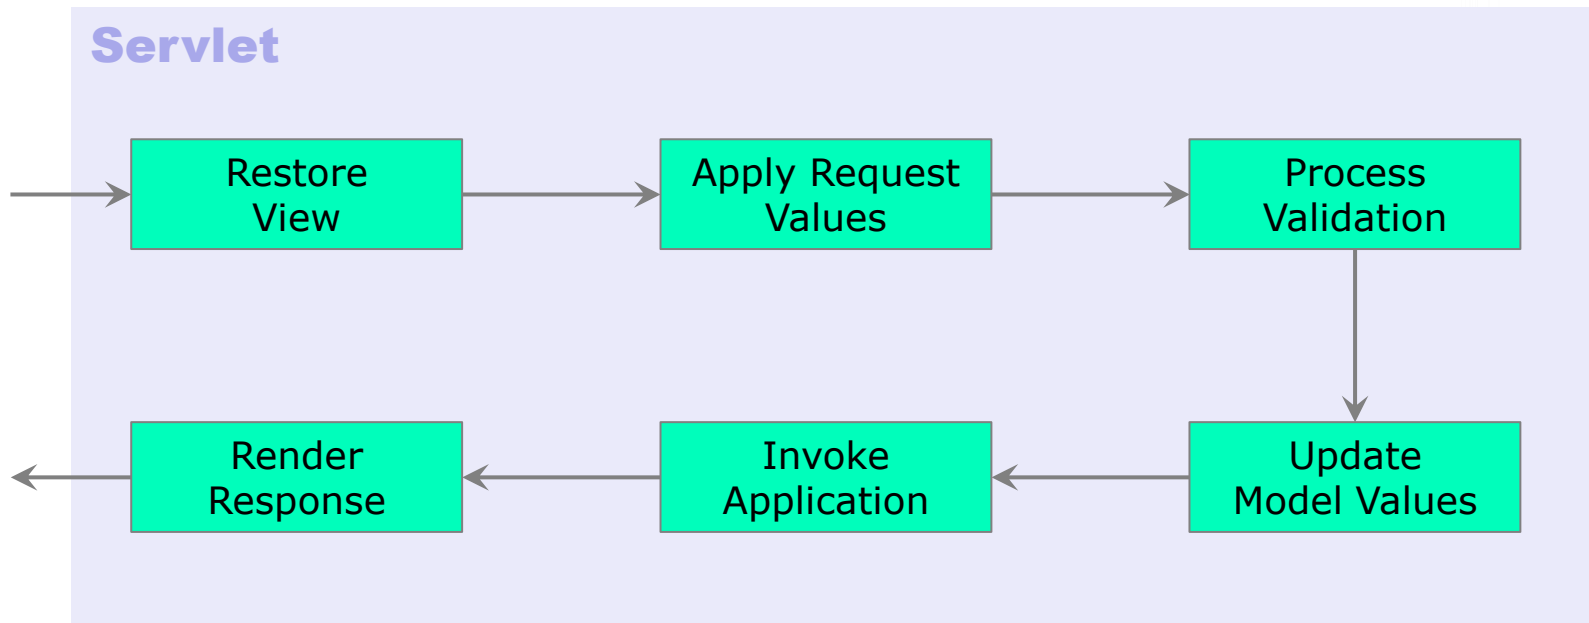 Servlet
Restore
View
Apply Request
Values
Process
Validation
Render
Response
Invoke
Application
Update
Model Values